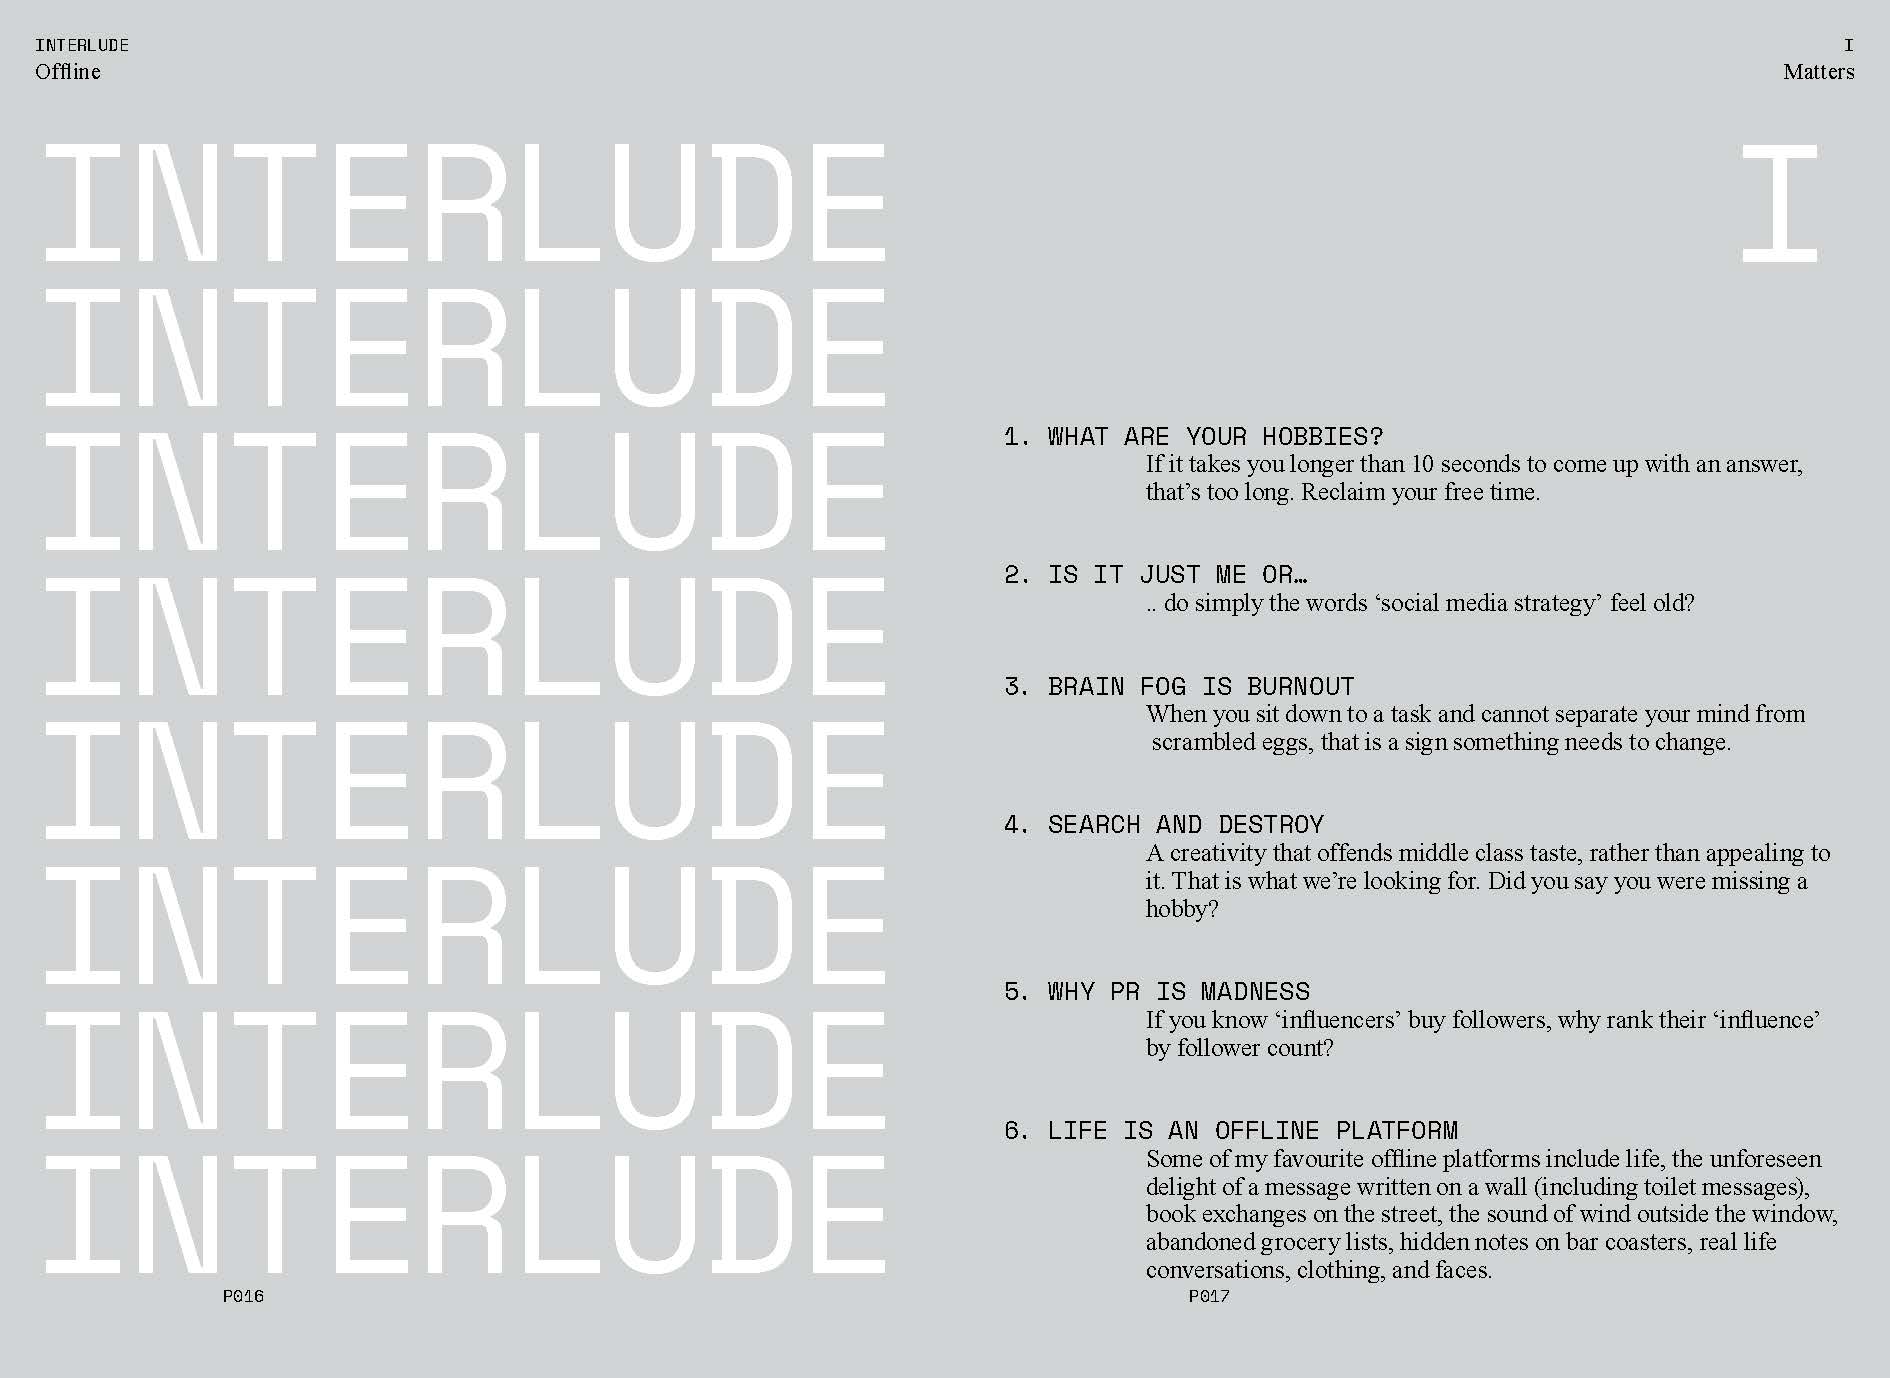 INTERLUDE
Offline
I
Matters
INTERLUDE
INTERLUDE
INTERLUDE
INTERLUDE
INTERLUDE
INTERLUDE
INTERLUDE
INTERLUDE
P016
I
1. WHAT ARE YOUR HOBBIES?
If it takes you longer than 10 seconds to come up with an answer,
that’s too long. Reclaim your free time.
2. IS IT JUST ME OR…
.. do simply the words ‘social media strategy’ feel old?
3. BRAIN FOG IS BURNOUT
When you sit down to a task and cannot separate your mind from
scrambled eggs, that is a sign something needs to change.
4. SEARCH AND DESTROY
A creativity that offends middle class taste, rather than appealing to
it. That is what we’re looking for. Did you say you were missing a
hobby?
5. WHY PR IS MADNESS
If you know ‘influencers’ buy followers, why rank their ‘influence’
by follower count?
6. LIFE IS AN OFFLINE PLATFORM
Some of my favourite offline platforms include life, the unforeseen
delight of a message written on a wall (including toilet messages),
book exchanges on the street, the sound of wind outside the window,
abandoned grocery lists, hidden notes on bar coasters, real life
conversations, clothing, and faces.
P017